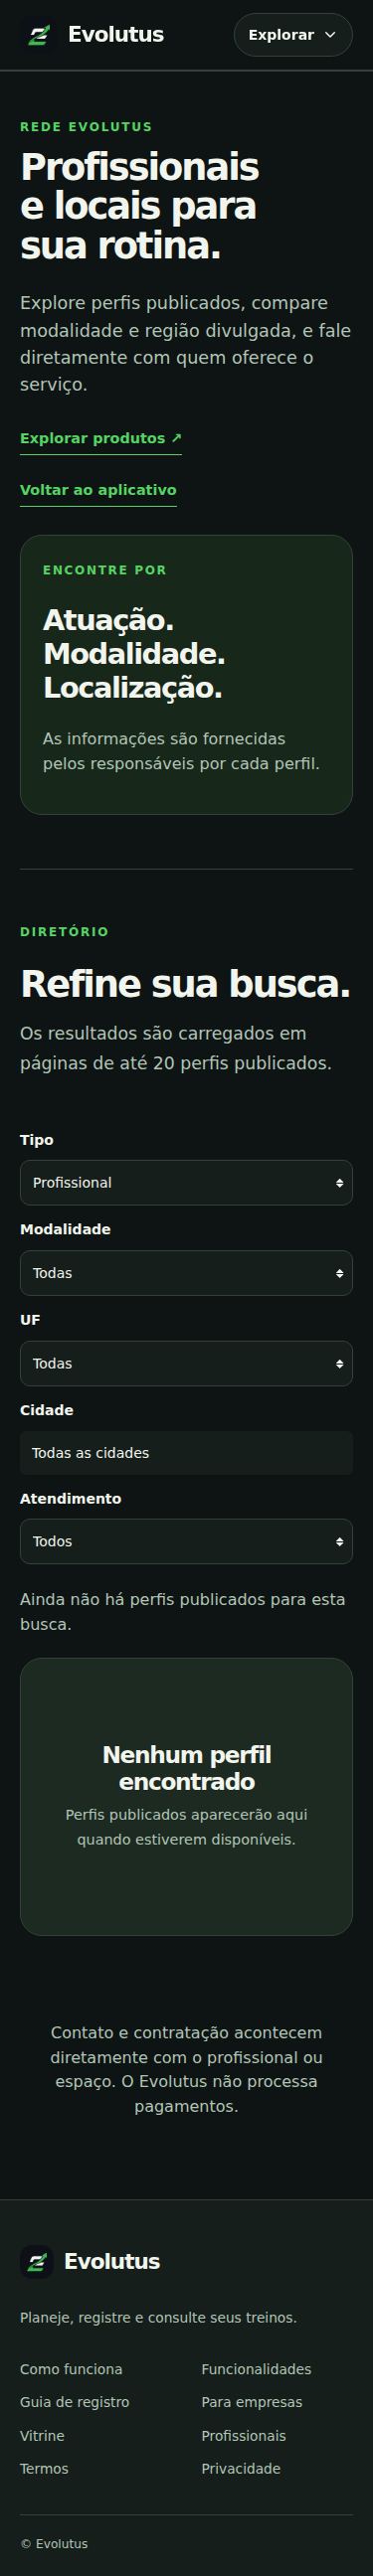 Evolutus
Explorar
REDE EVOLUTUS
Profissionais
e locais para
sua rotina.
Explore perfis publicados, compare
modalidade e região divulgada, e fale
diretamente com quem oferece o
serviço.
Explorar produtos ↗
Voltar ao aplicativo
ENCONTRE POR
Atuação.
Modalidade.
Localização.
As informações são fornecidas
pelos responsáveis por cada perfil.
DIRETÓRIO
Refine sua busca.
Os resultados são carregados em
páginas de até 20 perfis publicados.
Tipo
Profissional
Modalidade
Todas
UF
Todas
Cidade
Todas as cidades
Atendimento
Todos
Ainda não há perfis publicados para esta
busca.
Nenhum perfil
encontrado
Perfis publicados aparecerão aqui
quando estiverem disponíveis.
Contato e contratação acontecem
diretamente com o profissional ou
espaço. O Evolutus não processa
pagamentos.
Evolutus
Planeje, registre e consulte seus treinos.
Como funciona
Funcionalidades
Guia de registro
Para empresas
Vitrine
Profissionais
Termos
Privacidade
© Evolutus